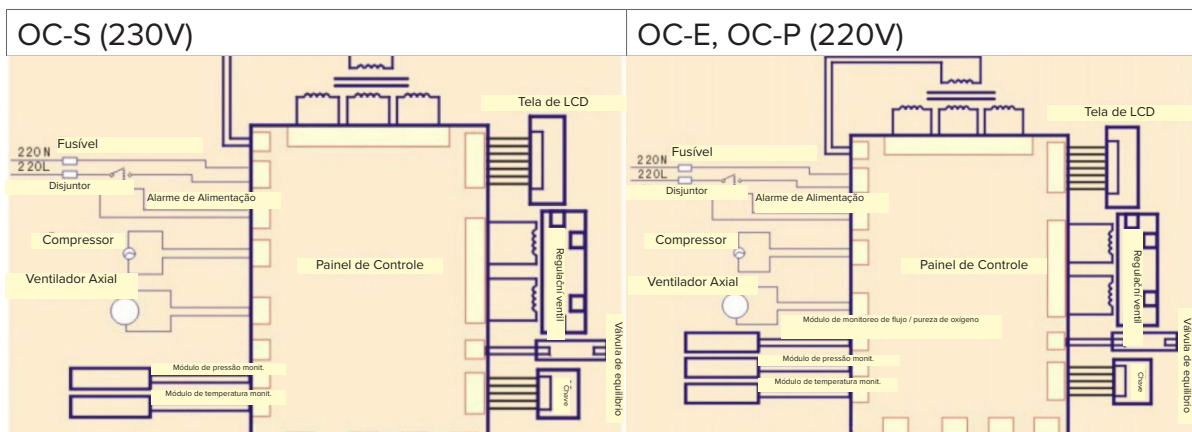 OC-S (230V)
Tela de LCD
Fusível
220N
220L
Disjuntor
Alarme de Alimentação
Compressor
Ventilador Axial
Painel de Controle
Regulační ventil
Válvula de equilíbrio
Módulo de pressão monit.
Módulo de temperatura monit.
Chave
OC-E, OC-P (220V)
Tela de LCD
Fusível
220N
220L
Disjuntor
Alarme de Alimentação
Compressor
Ventilador Axial
Painel de Controle
Regulační ventil
Módulo de monitoreo de flujo / pureza de oxígeno
Válvula de equilíbrio
Módulo de pressão monit.
Módulo de temperatura monit.
Chave